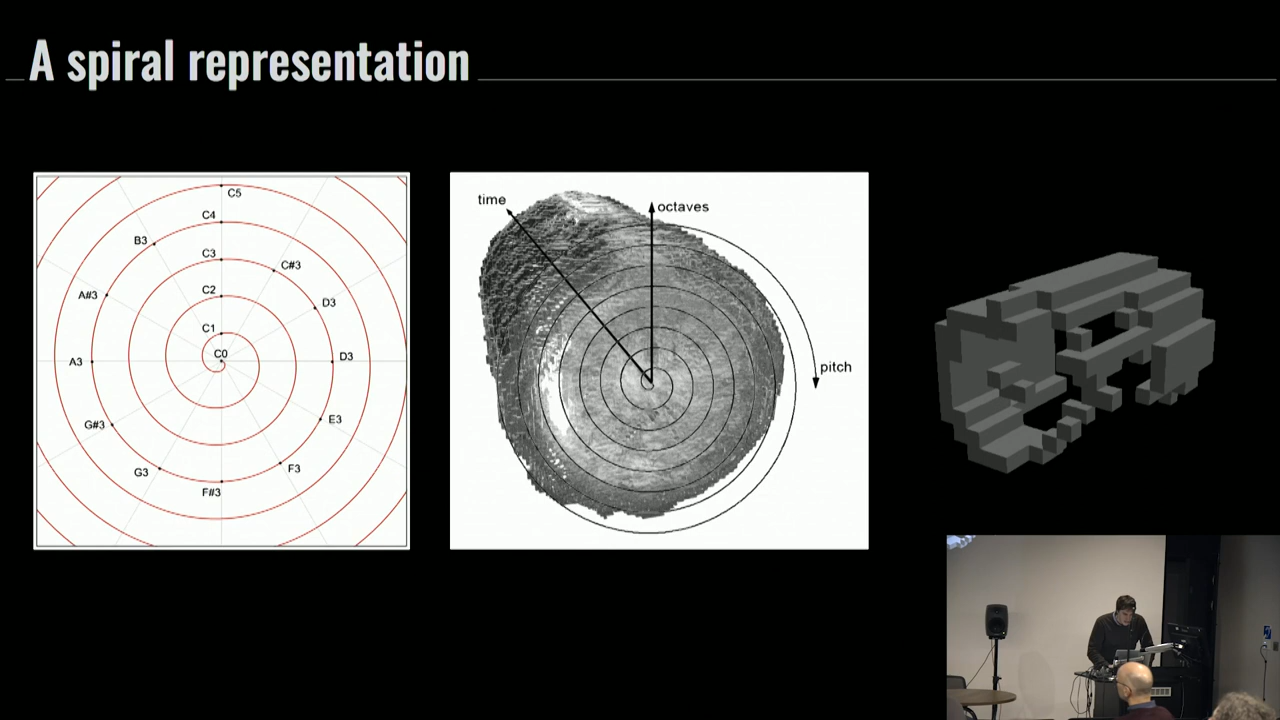 A spiral representation
C5
C4
B3
C3
C#3
A#3
C2
D3
C1
C0
A3
D3
E3
G#3
F3
G3
F#3
time
octaves
pitch